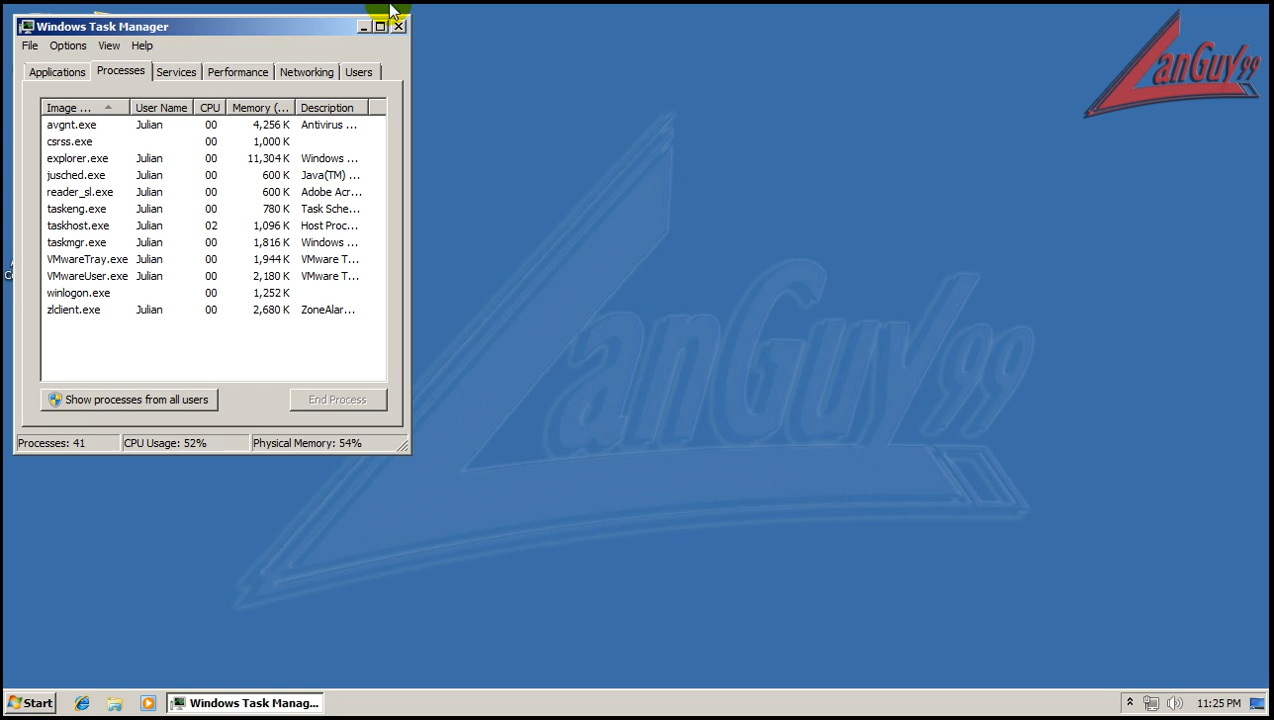 Windows Task Manager
File Options View Help
Applications Processes Services Performance Networking Users
Image ... User Name CPU Memory (... Description
avgnt.exe Julian 00 4,256 K Antivirus ...
csrss.exe 00 1,000 K
explorer.exe Julian 00 11,304 K Windows ...
jusched.exe Julian 00 600 K Java(TM) ...
reader_sl.exe Julian 00 600 K Adobe Acr...
taskeng.exe Julian 00 780 K Task Sche...
taskhost.exe Julian 02 1,096 K Host Proc...
taskmgr.exe Julian 00 1,816 K Windows ...
VMwareTray.exe Julian 00 1,944 K VMware T...
VMwareUser.exe Julian 00 2,180 K VMware T...
winlogon.exe 00 1,252 K
zlclient.exe Julian 00 2,680 K ZoneAlar...
Show processes from all users End Process
Processes: 41 CPU Usage: 52% Physical Memory: 54%
LanGuy99
LanGuy99
Start Windows Task Manag... 11:25 PM